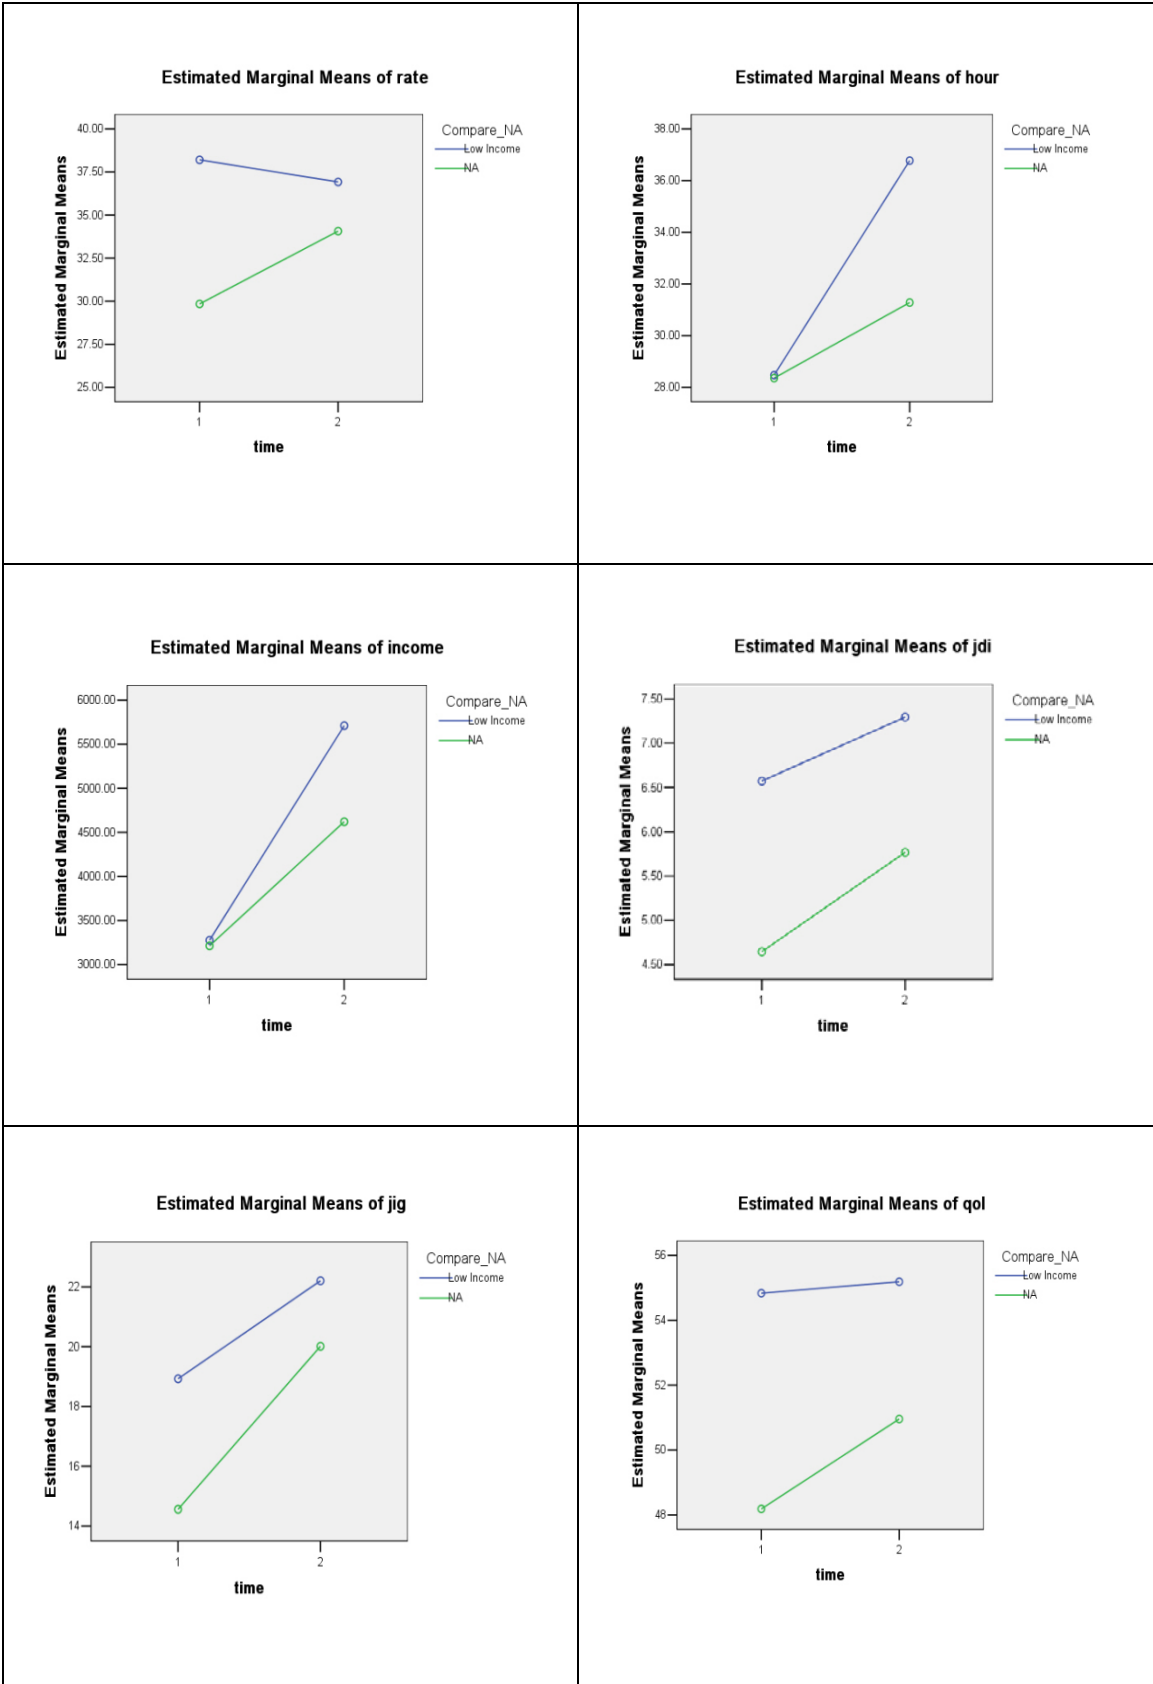 Estimated Marginal Means of rate
Compare_NA
Low Income
NA
Estimated Marginal Means
40.00
37.50
35.00
32.50
30.00
27.50
25.00
1
2
time
Estimated Marginal Means of hour
Compare_NA
Low Income
NA
Estimated Marginal Means
38.00
36.00
34.00
32.00
30.00
28.00
1
2
time
Estimated Marginal Means of income
Compare_NA
Low Income
NA
Estimated Marginal Means
6000.00
5500.00
5000.00
4500.00
4000.00
3500.00
3000.00
1
2
time
Estimated Marginal Means of jdi
Compare_NA
Low Income
NA
Estimated Marginal Means
7.50
7.00
6.50
6.00
5.50
5.00
4.50
1
2
time
Estimated Marginal Means of jig
Compare_NA
Low Income
NA
Estimated Marginal Means
22
20
18
16
14
1
2
time
Estimated Marginal Means of qol
Compare_NA
Low Income
NA
Estimated Marginal Means
56
54
52
50
48
1
2
time